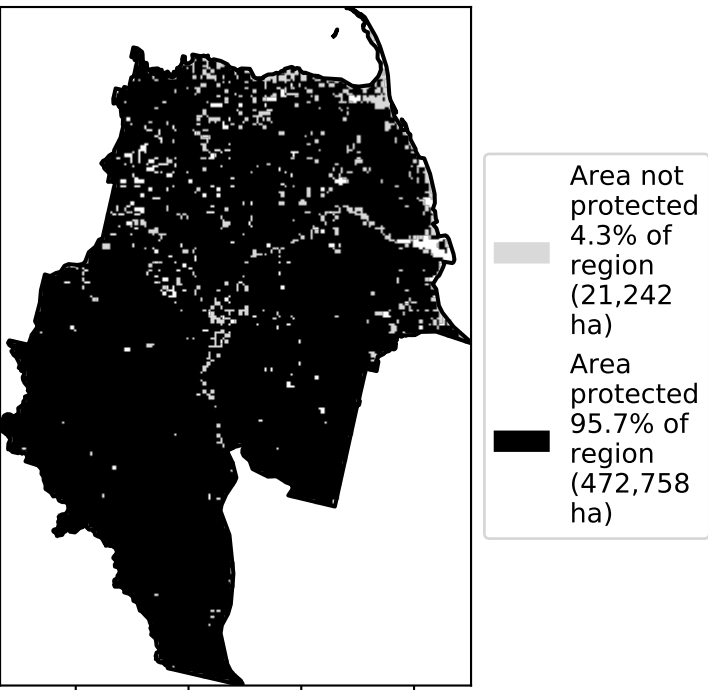 Area not
protected
4.3% of
region
(21,242
ha)
Area
protected
95.7% of
region
(472,758
ha)